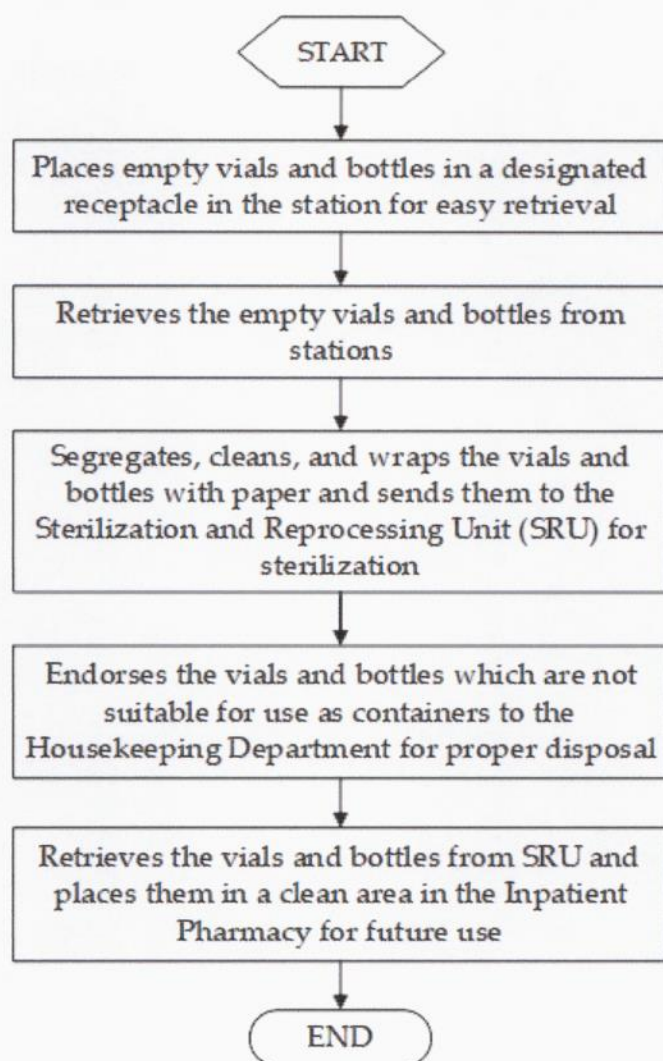 START
Places empty vials and bottles in a designated
receptacle in the station for easy retrieval
Retrieves the empty vials and bottles from
stations
Segregates, cleans, and wraps the vials and
bottles with paper and sends them to the
Sterilization and Reprocessing Unit (SRU) for
sterilization
Endorses the vials and bottles which are not
suitable for use as containers to the
Housekeeping Department for proper disposal
Retrieves the vials and bottles from SRU and
places them in a clean area in the Inpatient
Pharmacy for future use
END